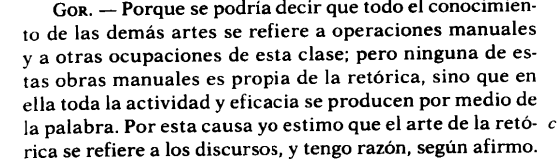 GOR. — Porque se podría decir que todo el conocimien-
to de las demás artes se refiere a operaciones manuales
y a otras ocupaciones de esta clase; pero ninguna de es-
tas obras manuales es propia de la retórica, sino que en
ella toda la actividad y eficacia se producen por medio de
la palabra. Por esta causa yo estimo que el arte de la retó- c
rica se refiere a los discursos, y tengo razón, según afirmo.